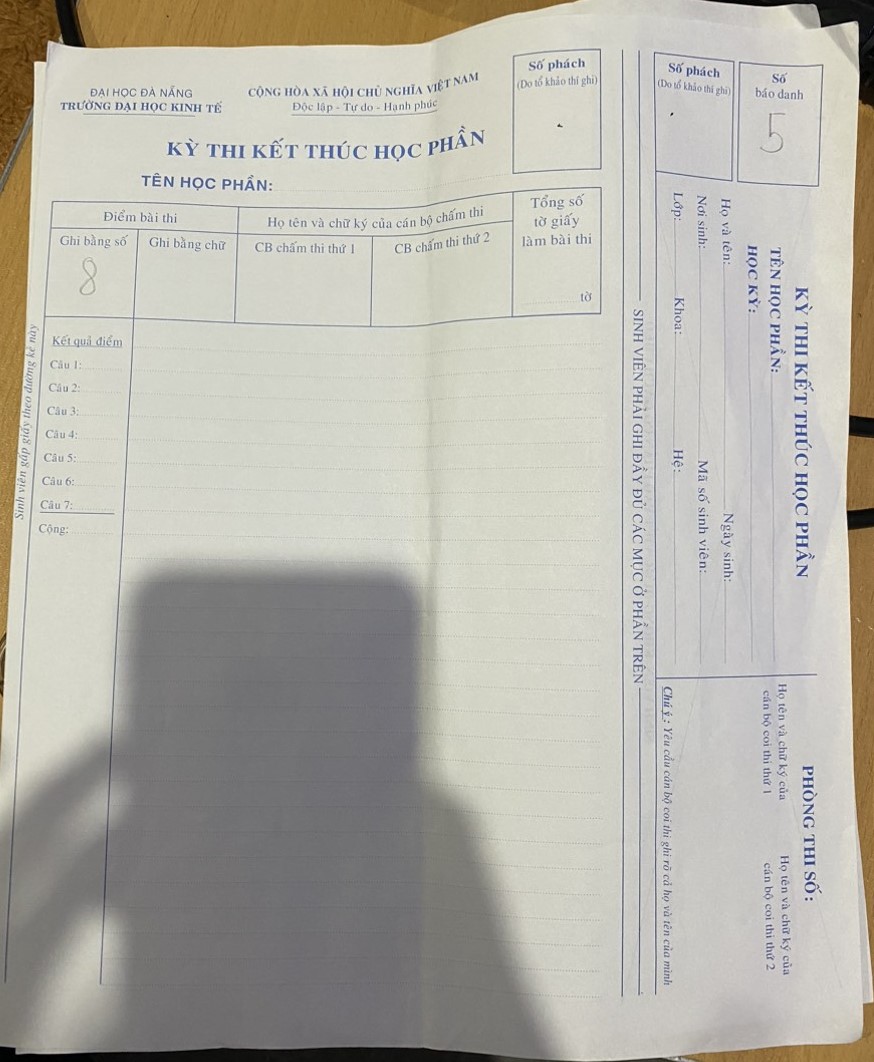 ĐẠI HỌC ĐÀ NẴNG
TRƯỜNG ĐẠI HỌC KINH TẾ
CỘNG HÒA XÃ HỘI CHỦ NGHĨA VIỆT NAM
Độc lập - Tự do - Hạnh phúc
Số phách
(Do tổ khảo thí ghi)
KỲ THI KẾT THÚC HỌC PHẦN
TÊN HỌC PHẦN:
Điểm bài thi
Họ tên và chữ ký của cán bộ chấm thi
Tổng số
tờ giấy
làm bài thi
Ghi bằng số
Ghi bằng chữ
CB chấm thi thứ 1
CB chấm thi thứ 2
8
tờ
Kết quả điểm
Câu 1:
Câu 2:
Câu 3:
Câu 4:
Câu 5:
Câu 6:
Câu 7:
Cộng:
Sinh viên gấp giấy theo đường kẻ này
Số phách
(Do tổ khảo thí ghi)
Số
báo danh
5
KỲ THI KẾT THÚC HỌC PHẦN
TÊN HỌC PHẦN:
HỌC KỲ:
Họ và tên: Ngày sinh:
Nơi sinh: Mã số sinh viên:
Lớp: Khoa: Hệ:
SINH VIÊN PHẢI GHI ĐẦY ĐỦ CÁC MỤC Ở PHẦN TRÊN
PHÒNG THI SỐ:
Họ tên và chữ ký của
cán bộ coi thi thứ 1
Họ tên và chữ ký của
cán bộ coi thi thứ 2
Chú ý : Yêu cầu cán bộ coi thi ghi rõ cả họ và tên của mình